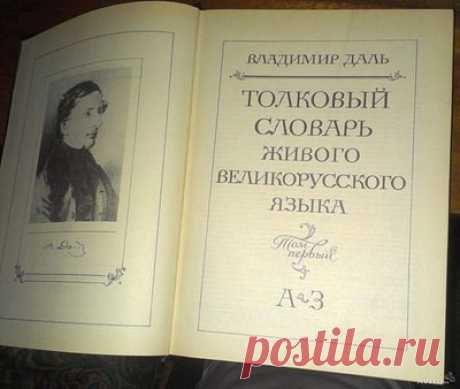 ВЛАДИМИР ДАЛЬ
ТОЛКОВЫЙ
СЛОВАРЬ
ЖИВОГО
ВЕЛИКОРУССКОГО
ЯЗЫКА
Том
первый
А~З
postila.ru